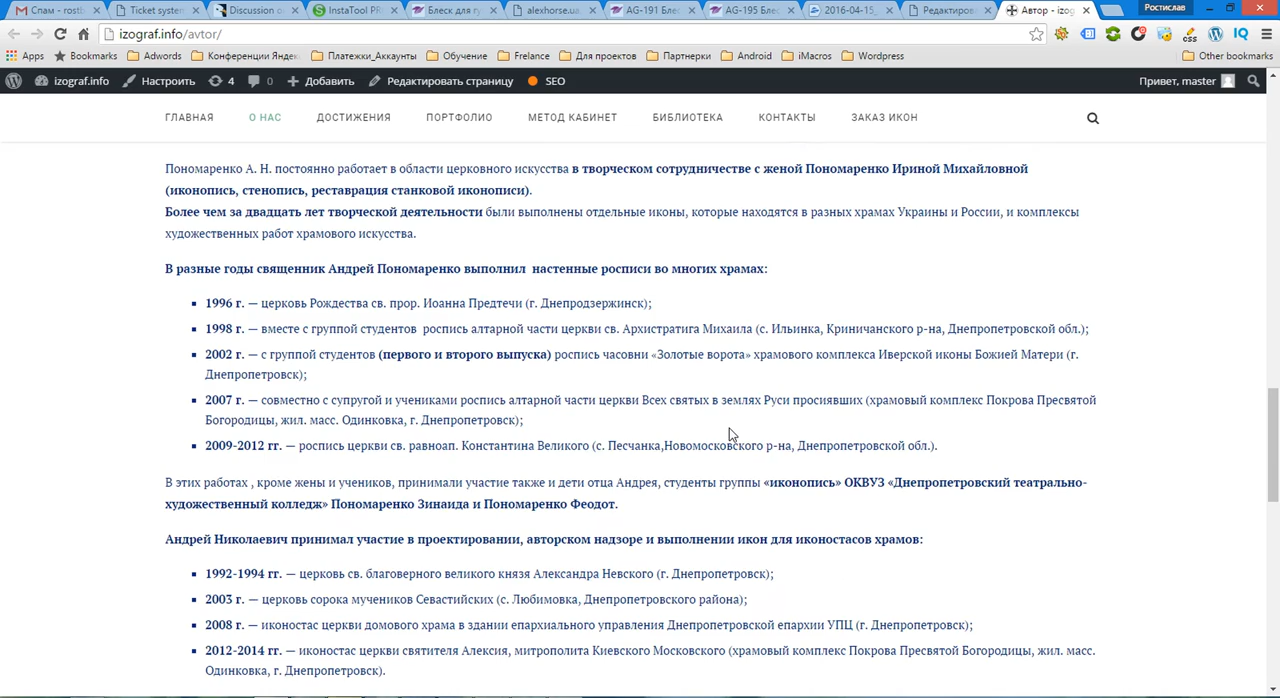 Спам - rostl
Ticket system
Discussion o
InstaTool PR
Блеск для гу
alexhorse.ua
AG-191 Блес
AG-195 Блес
2016-04-15_
Редактирова
Автор - izog
Ростислав
izograf.info/avtor/
IQ
Apps Bookmarks Adwords Конференции Яндек Платежки_Аккаунты Обучение Frelance Для проектов Партнерки Android iMacros Wordpress Other bookmarks
izograf.info Настроить 4 0 Добавить Редактировать страницу SEO Привет, master
ГЛАВНАЯ О НАС ДОСТИЖЕНИЯ ПОРТФОЛИО МЕТОД КАБИНЕТ БИБЛИОТЕКА КОНТАКТЫ ЗАКАЗ ИКОН
Пономаренко А. Н. постоянно работает в области церковного искусства в творческом сотрудничестве с женой Пономаренко Ириной Михайловной
(иконопись, стенопись, реставрация станковой иконописи).
Более чем за двадцать лет творческой деятельности были выполнены отдельные иконы, которые находятся в разных храмах Украины и России, и комплексы
художественных работ храмового искусства.
В разные годы священник Андрей Пономаренко выполнил настенные росписи во многих храмах:
1996 г. — церковь Рождества св. прор. Иоанна Предтечи (г. Днепродзержинск);
1998 г. — вместе с группой студентов роспись алтарной части церкви св. Архистратига Михаила (с. Ильинка, Криничанского р-на, Днепропетровской обл.);
2002 г. — с группой студентов (первого и второго выпуска) роспись часовни «Золотые ворота» храмового комплекса Иверской иконы Божией Матери (г.
Днепропетровск);
2007 г. — совместно с супругой и учениками роспись алтарной части церкви Всех святых в землях Руси просиявших (храмовый комплекс Покрова Пресвятой
Богородицы, жил. масс. Одинковка, г. Днепропетровск);
2009-2012 гг. — роспись церкви св. равноап. Константина Великого (с. Песчанка,Новомосковского р-на, Днепропетровской обл.).
В этих работах , кроме жены и учеников, принимали участие также и дети отца Андрея, студенты группы «иконопись» ОКВУЗ «Днепропетровский театрально-
художественный колледж» Пономаренко Зинаида и Пономаренко Феодот.
Андрей Николаевич принимал участие в проектировании, авторском надзоре и выполнении икон для иконостасов храмов:
1992-1994 гг. — церковь св. благоверного великого князя Александра Невского (г. Днепропетровск);
2003 г. — церковь сорока мучеников Севастийских (с. Любимовка, Днепропетровского района);
2008 г. — иконостас церкви домового храма в здании епархиального управления Днепропетровской епархии УПЦ (г. Днепропетровск);
2012-2014 гг. — иконостас церкви святителя Алексия, митрополита Киевского Московского (храмовый комплекс Покрова Пресвятой Богородицы, жил. масс.
Одинковка, г. Днепропетровск).